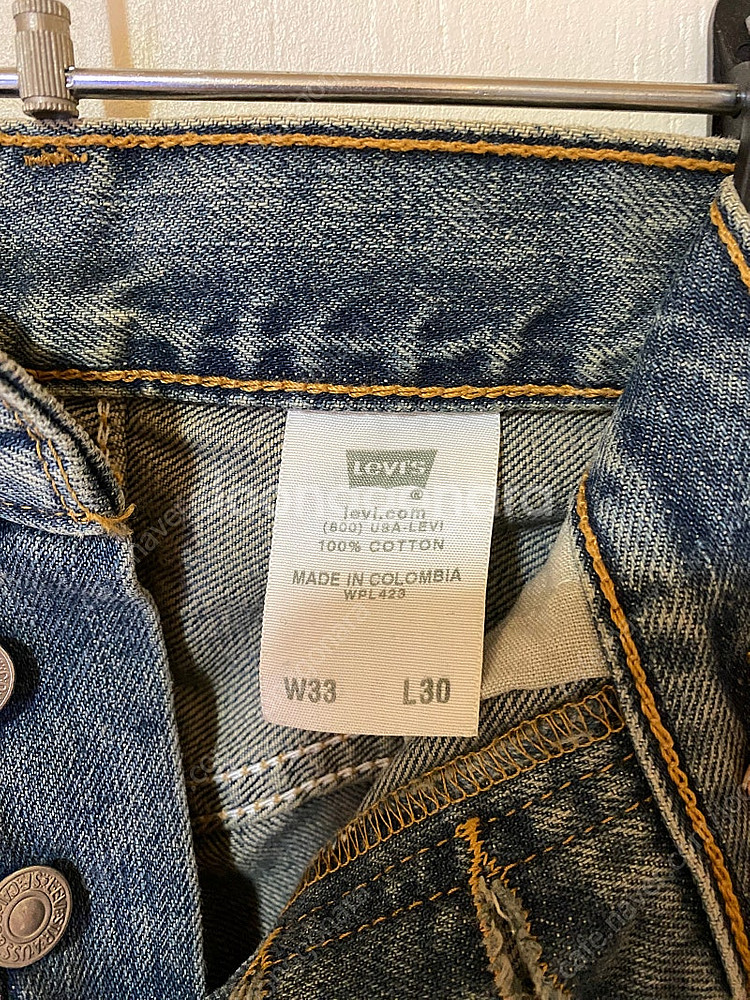 Levi's
®
levi.com
(800) USA-LEVI
100% COTTON
MADE IN COLOMBIA
WPL423
W33 L30